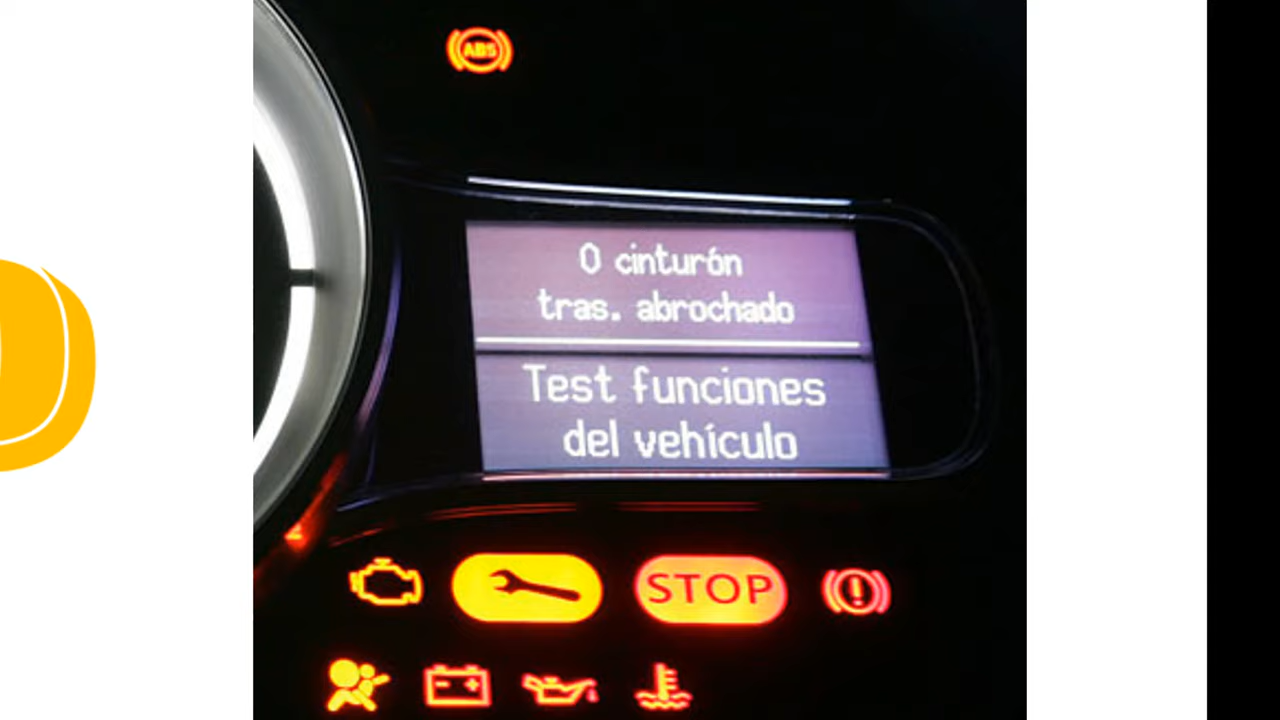 ABS
0 cinturón
tras. abrochado
Test funciones
del vehículo
STOP